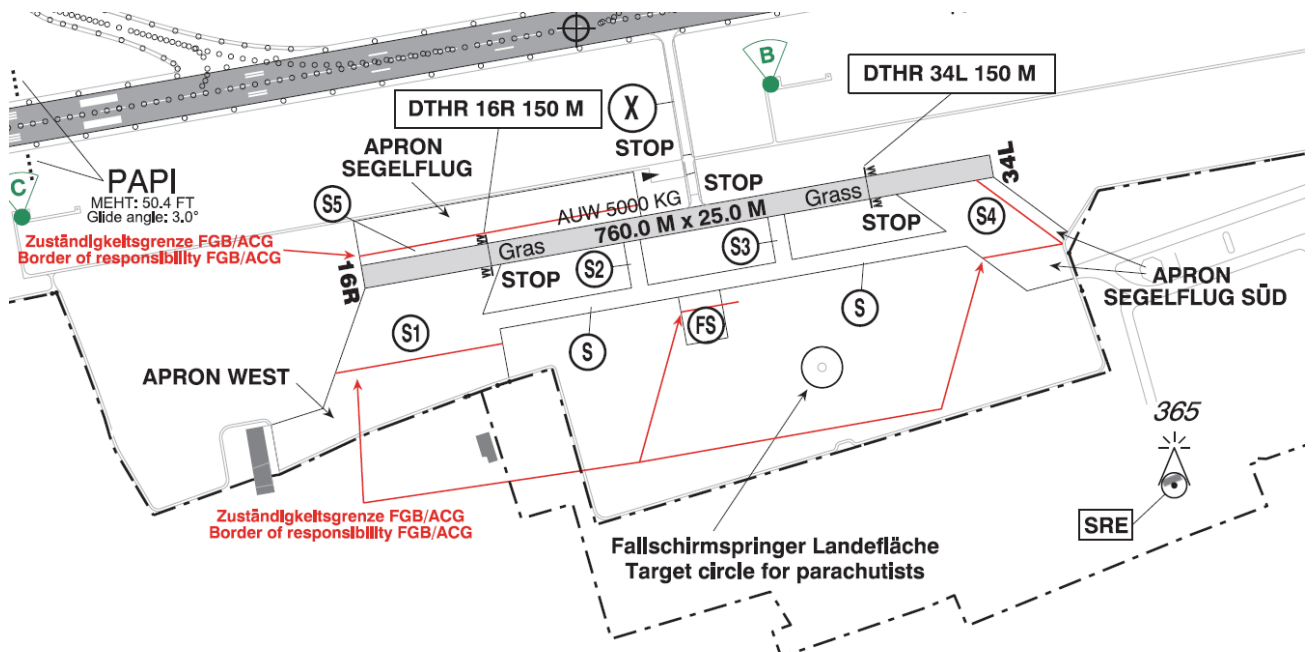 B
DTHR 34L 150 M
DTHR 16R 150 M
X
STOP
APRON
SEGELFLUG
34L
PAPI
MEHT: 50.4 FT
Glide angle: 3.0°
C
S5
STOP
AUW 5000 KG
Grass
760.0 M x 25.0 M
Gras
STOP
S4
Zuständigkeitsgrenze FGB/ACG
Border of responsibility FGB/ACG
16R
S3
S2
STOP
APRON
SEGELFLUG SÜD
S1
S
FS
S
APRON WEST
365
Zuständigkeitsgrenze FGB/ACG
Border of responsibility FGB/ACG
SRE
Fallschirmspringer Landefläche
Target circle for parachutists